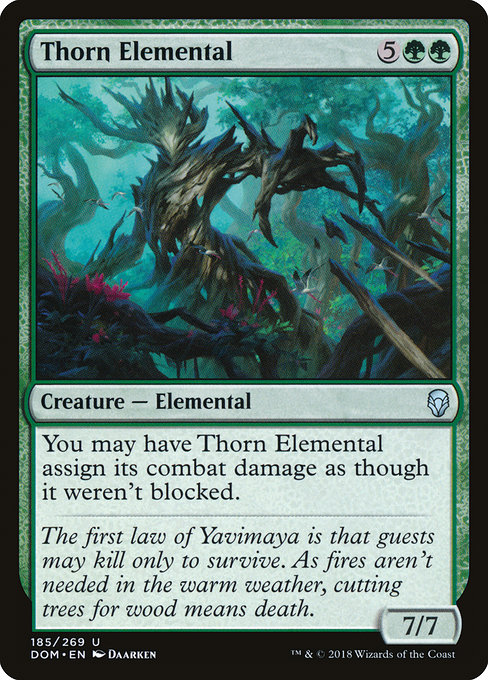 Thorn Elemental 5
Creature — Elemental
You may have Thorn Elemental
assign its combat damage as though
it weren't blocked.
The first law of Yavimaya is that guests
may kill only to survive. As fires aren't
needed in the warm weather, cutting
trees for wood means death.
7/7
185/269 U
DOM • EN Daarken
™ & © 2018 Wizards of the Coast